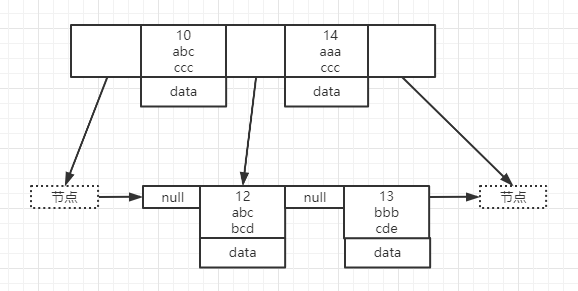 10
abc
ccc
data
14
aaa
ccc
data
节点
null
12
abc
bcd
data
null
13
bbb
cde
data
节点